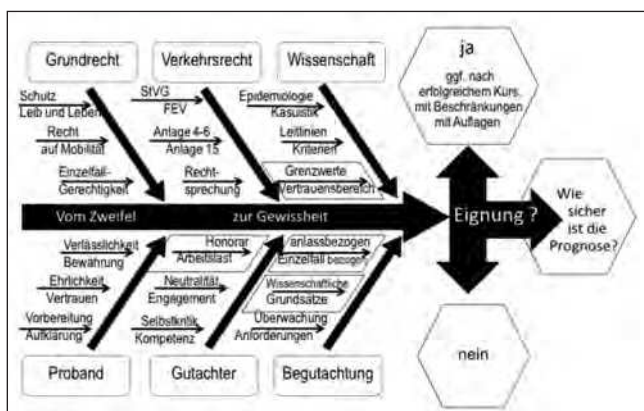 Grundrecht
Verkehrsrecht
Wissenschaft
Schutz
Leib und Leben
Recht
auf Mobilität
Einzelfall-
Gerechtigkeit
StVG
FEV
Anlage 4-6
Anlage 15
Recht-
sprechung
Epidemiologie
Kasuistik
Leitlinien
Kriterien
Grenzwerte
Vertrauensbereich
ja
ggf. nach
erfolgreichem Kurs.
mit Beschränkungen
mit Auflagen
Vom Zweifel zur Gewissheit
Eignung ?
Wie
sicher
ist die
Prognose?
Verlässlichkeit
Bewährung
Ehrlichkeit
Vertrauen
Vorbereitung
Aufklärung
Honorar
Arbeitslast
Neutralität
Engagement
Selbstkritik
Kompetenz
anlassbezogen
Einzelfall bezogen
Wissenschaftliche
Grundsätze
Überwachung
Anforderungen
nein
Proband
Gutachter
Begutachtung